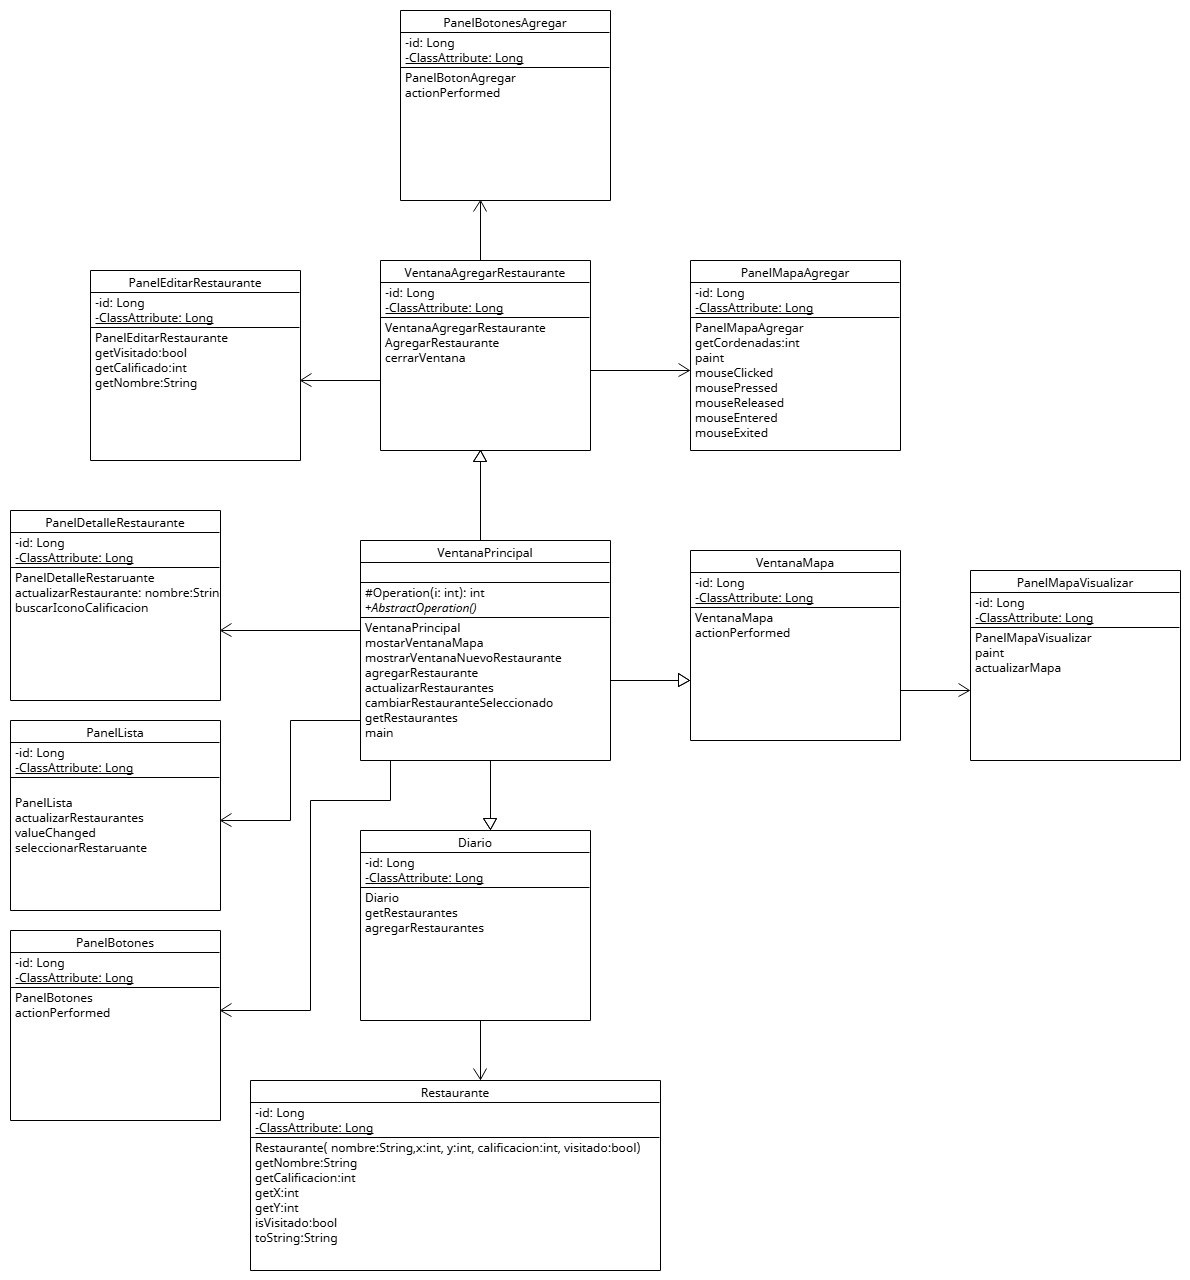 PanelBotonesAgregar
-id: Long
-ClassAttribute: Long
PanelBotonAgregar
actionPerformed
PanelEditarRestaurante
-id: Long
-ClassAttribute: Long
PanelEditarRestaurante
getVisitado:bool
getCalificado:int
getNombre:String
VentanaAgregarRestaurante
-id: Long
-ClassAttribute: Long
VentanaAgregarRestaurante
AgregarRestaurante
cerrarVentana
PanelMapaAgregar
-id: Long
-ClassAttribute: Long
PanelMapaAgregar
getCordenadas:int
paint
mouseClicked
mousePressed
mouseReleased
mouseEntered
mouseExited
PanelDetalleRestaurante
-id: Long
-ClassAttribute: Long
PanelDetalleRestaruante
actualizarRestaurante: nombre:Strin
buscarIconoCalificacion
VentanaPrincipal
#Operation(i: int): int
+AbstractOperation()
VentanaPrincipal
mostarVentanaMapa
mostrarVentanaNuevoRestaurante
agregarRestaurante
actualizarRestaurantes
cambiarRestauranteSeleccionado
getRestaurantes
main
VentanaMapa
-id: Long
-ClassAttribute: Long
VentanaMapa
actionPerformed
PanelMapaVisualizar
-id: Long
-ClassAttribute: Long
PanelMapaVisualizar
paint
actualizarMapa
PanelLista
-id: Long
-ClassAttribute: Long
PanelLista
actualizarRestaurantes
valueChanged
seleccionarRestaruante
Diario
-id: Long
-ClassAttribute: Long
Diario
getRestaurantes
agregarRestaurantes
PanelBotones
-id: Long
-ClassAttribute: Long
PanelBotones
actionPerformed
Restaurante
-id: Long
-ClassAttribute: Long
Restaurante( nombre:String,x:int, y:int, calificacion:int, visitado:bool)
getNombre:String
getCalificacion:int
getX:int
getY:int
isVisitado:bool
toString:String